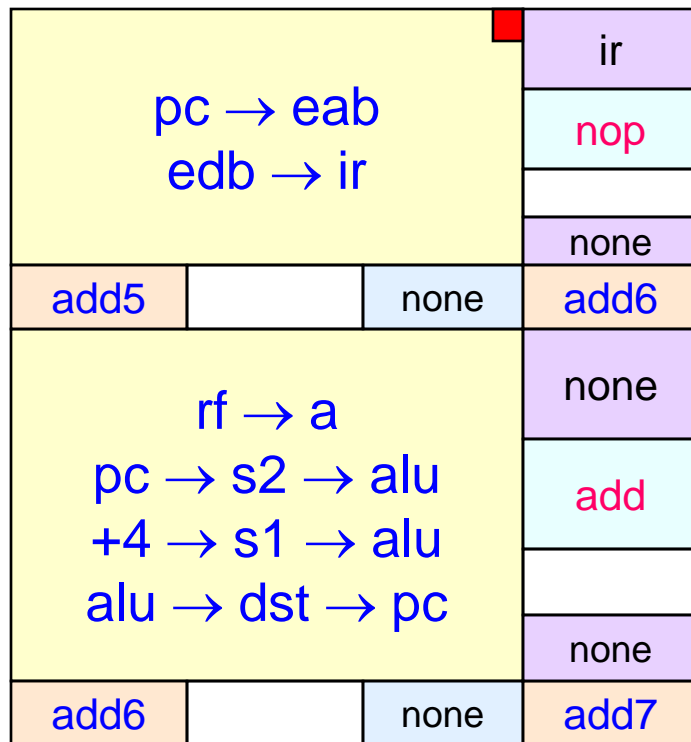 pc → eab
edb → ir
ir
nop
none
add5
none
add6
rf → a
pc → s2 → alu
+4 → s1 → alu
alu → dst → pc
none
add
none
add6
none
add7